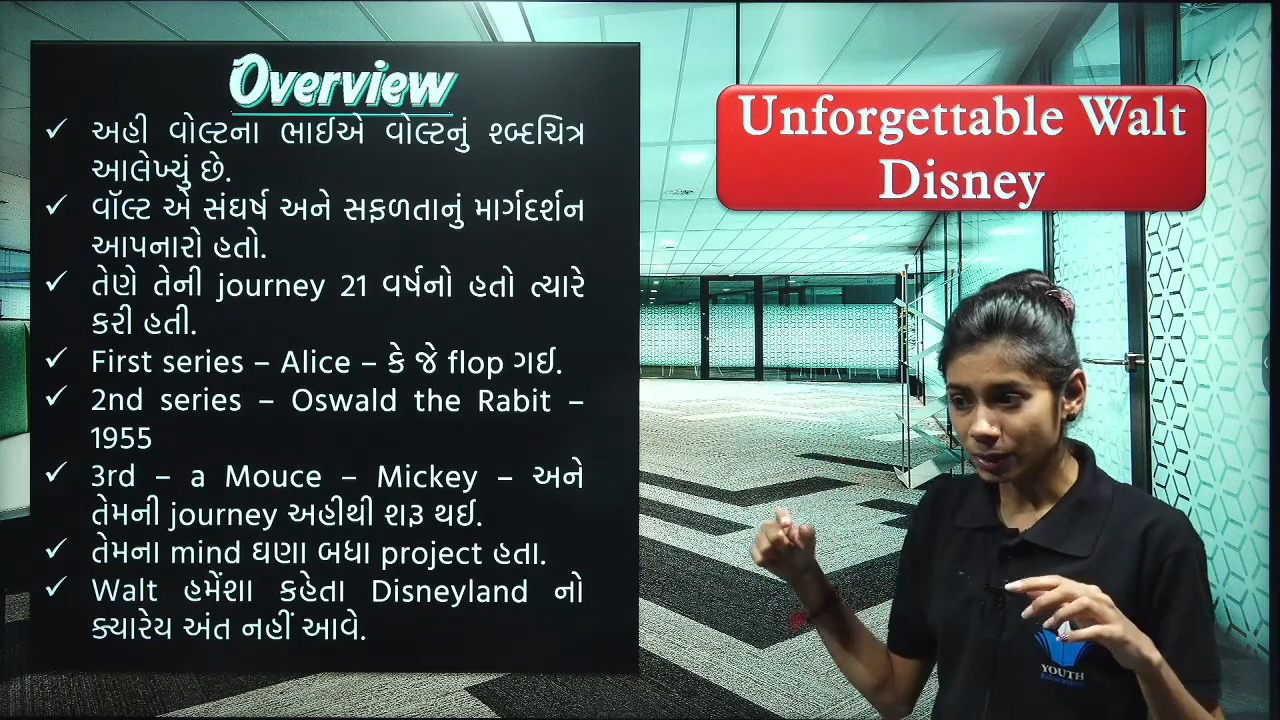 Overview
✓ અહી વોલ્ટના ભાઈએ વોલ્ટનું શબ્દચિત્ર
આલેખ્યું છે.
✓ વૉલ્ટ એ સંઘર્ષ અને સફળતાનું માર્ગદર્શન
આપનારો હતો.
✓ તેણે તેની journey 21 વર્ષનો હતો ત્યારે
કરી હતી.
✓ First series – Alice – કે જે flop ગઈ.
✓ 2nd series – Oswald the Rabit –
1955
✓ 3rd – a Mouce – Mickey – અને
તેમની journey અહીથી શરૂ થઈ.
✓ તેમના mind ઘણા બધા project હતા.
✓ Walt હમેંશા કહેતા Disneyland નો
ક્યારેય અંત નહીં આવે.
Unforgettable Walt
Disney
YOUTH